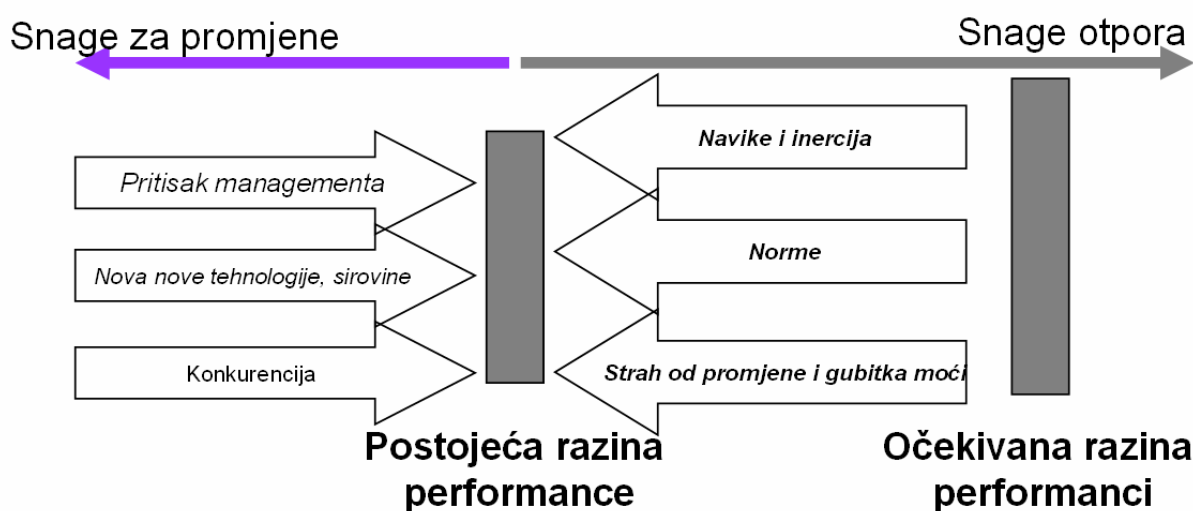 Snage za promjene
Snage otpora
Pritisak managementa
Nova nove tehnologije, sirovine
Konkurencija
Navike i inercija
Norme
Strah od promjene i gubitka moći
Postojeća razina
performance
Očekivana razina
performanci